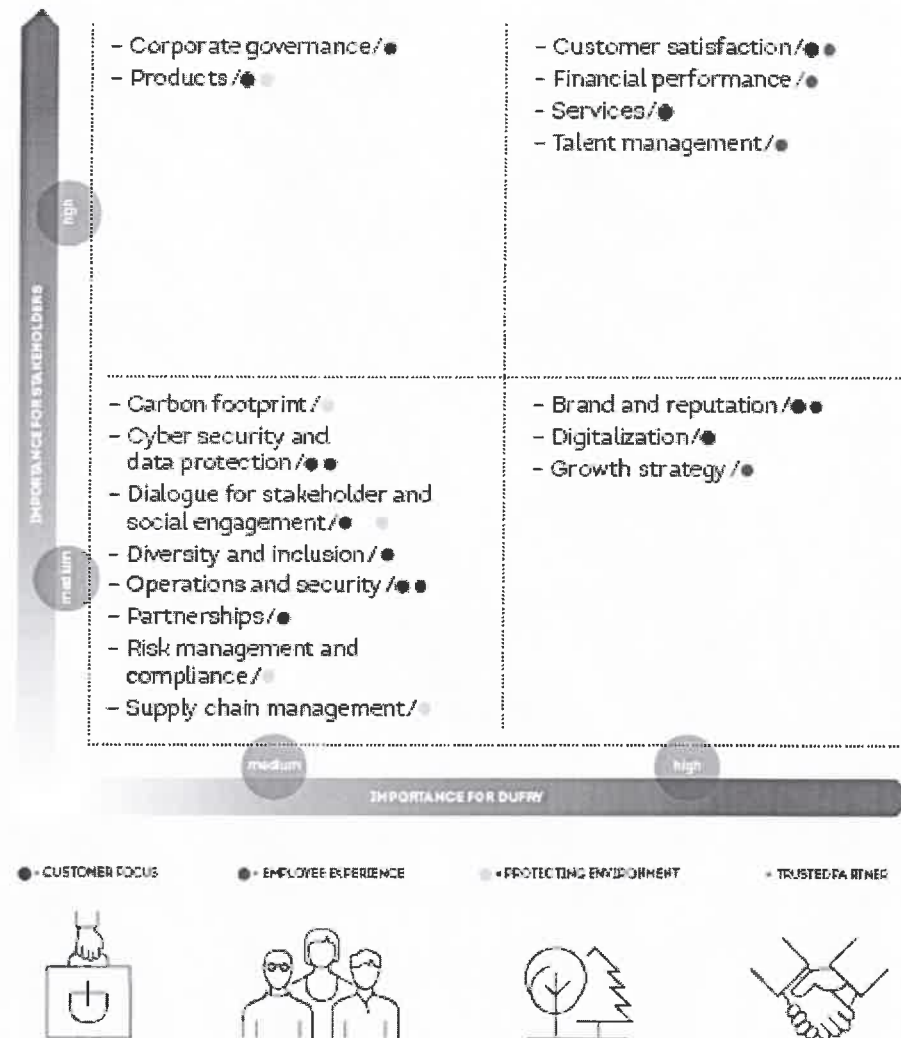 – Corporate governance/●
– Products/● ●
– Customer satisfaction/● ●
– Financial performance/●
– Services/●
– Talent management/●
high
IMPORTANCE FOR STAKEHOLDERS
– Carbon footprint/●
– Cyber security and
data protection/● ●
– Dialogue for stakeholder and
social engagement/● ●
– Diversity and inclusion/●
– Operations and security/● ●
– Partnerships/●
– Risk management and
compliance/●
– Supply chain management/●
– Brand and reputation/● ●
– Digitalization/●
– Growth strategy/●
medium
medium
high
IMPORTANCE FOR DUFRY
● = CUSTOMER FOCUS
● = EMPLOYEE EXPERIENCE
● = PROTECTING ENVIRONMENT
= TRUSTED PARTNER